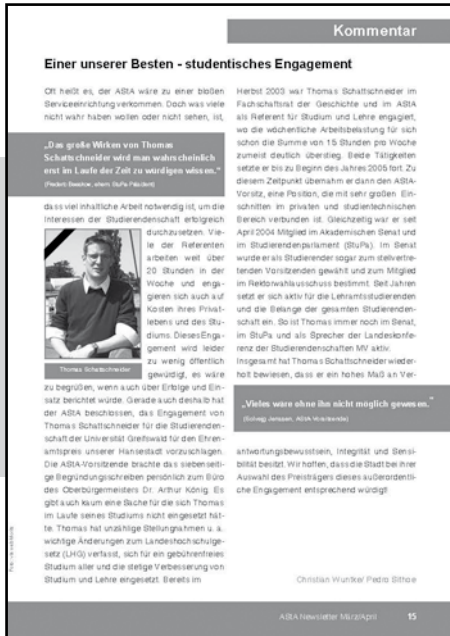 Kommentar
Einer unserer Besten - studentisches Engagement
Oft heißt es, der AStA wäre zu einer bloßen
Serviceeinrichtung verkommen. Doch was viele
nicht wahr haben wollen oder nicht sehen, ist,
„Das große Wirken von Thomas
Schattschneider wird man wahrscheinlich
erst im Laufe der Zeit zu würdigen wissen."
(Frederic Beeskow, ehem. StuPa Präsident)
dass viel inhaltliche Arbeit notwendig ist, um die
Interessen der Studierendenschaft erfolgreich
durchzusetzen. Vie-
le der Referenten
arbeiten weit über
20 Stunden in der
Woche und enga-
gieren sich auch auf
Kosten ihres Privat-
lebens und des Stu-
diums. Dieses Enga-
gement wird leider
zu wenig öffentlich
gewürdigt, es wäre
Thomas Schattschneider
zu begrüßen, wenn auch über Erfolge und Ein-
satz berichtet würde. Gerade auch deshalb hat
der AStA beschlossen, das Engagement von
Thomas Schattschneider für die Studierenden-
schaft der Universität Greifswald für den Ehren-
amtspreis unserer Hansestadt vorzuschlagen.
Die AStA-Vorsitzende brachte das siebenseiti-
ge Begründungsschreiben persönlich zum Büro
des Oberbürgermeisters Dr. Arthur König. Es
gibt auch kaum eine Sache für die sich Thomas
im Laufe seines Studiums nicht eingesetzt hät-
te. Thomas hat unzählige Stellungnahmen u. a.
wichtige Änderungen zum Landeshochschulge-
setz (LHG) verfasst, sich für ein gebührenfreies
Studium aller und die stetige Verbesserung von
Studium und Lehre eingesetzt. Bereits im
Herbst 2003 war Thomas Schattschneider im
Fachschaftsrat der Geschichte und im AStA
als Referent für Studium und Lehre engagiert,
wo die wöchentliche Arbeitsbelastung für sich
schon die Summe von 15 Stunden pro Woche
zumeist deutlich überstieg. Beide Tätigkeiten
setzte er bis zu Beginn des Jahres 2005 fort. Zu
diesem Zeitpunkt übernahm er dann den AStA-
Vorsitz, eine Position, die mit sehr großen Ein-
schnitten im privaten und studientechnischen
Bereich verbunden ist. Gleichzeitig war er seit
April 2004 Mitglied im Akademischen Senat und
im Studierendenparlament (StuPa). Im Senat
wurde er als Studierender sogar zum stellvertre-
tenden Vorsitzenden gewählt und zum Mitglied
im Rektorwahlausschuss bestimmt. Seit Jahren
setzt er sich aktiv für die Lehramtsstudierenden
und die Belange der gesamten Studierenden-
schaft ein. So ist Thomas immer noch im Senat,
im StuPa und als Sprecher der Landeskonfe-
renz der Studierendenschaften MV aktiv.
Insgesamt hat Thomas Schattschneider wieder-
holt bewiesen, dass er ein hohes Maß an Ver-
„Vieles wäre ohne ihn nicht möglich gewesen."
(Solveig Janssen, AStA-Vorsitzende)
antwortungsbewusstsein, Integrität und Sensi-
bilität besitzt. Wir hoffen, dass die Stadt bei ihrer
Auswahl des Preisträgers dieses außerordentli-
che Engagement entsprechend würdigt!
Christian Wuntke/ Pedro Sithoe
AStA Newsletter März/April 15